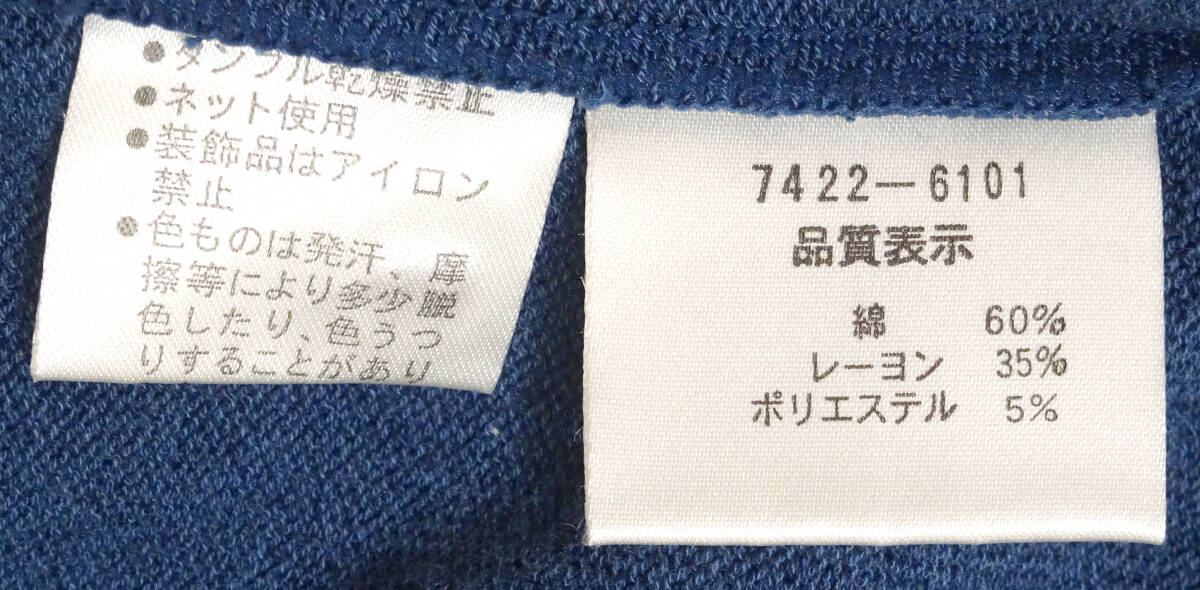 ●タンブル乾燥禁止
●ネット使用
●装飾品はアイロン
禁止
●色ものは発汗、摩
擦等により多少脱
色したり、色うつ
りすることがあり
7422-6101
品質表示
綿 60%
レーヨン 35%
ポリエステル 5%